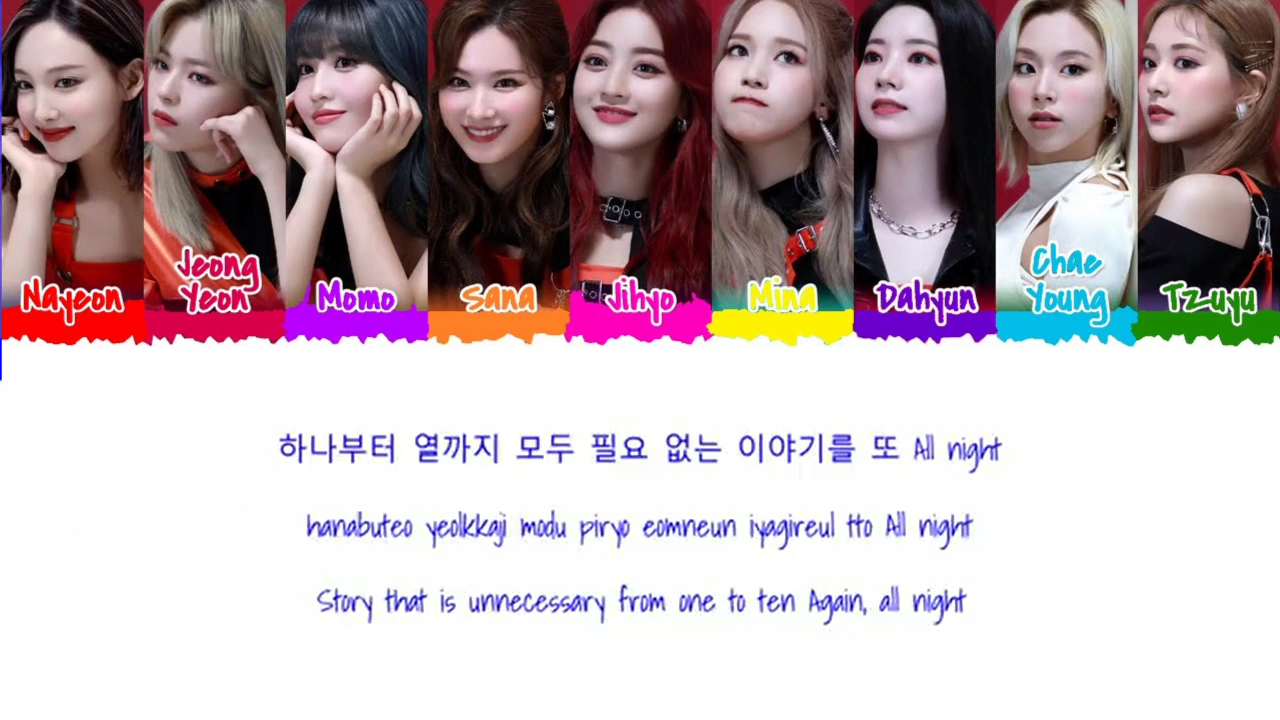 Nayeon
Jeong
Yeon
Momo
Sana
Jihyo
Mina
Dahyun
Chae
Young
Tzuyu
하나부터 열까지 모두 필요 없는 이야기를 또 All night
hanabuteo yeolkkaji modu piryo eomneun iyagireul tto All night
Story that is unnecessary from one to ten Again, all night